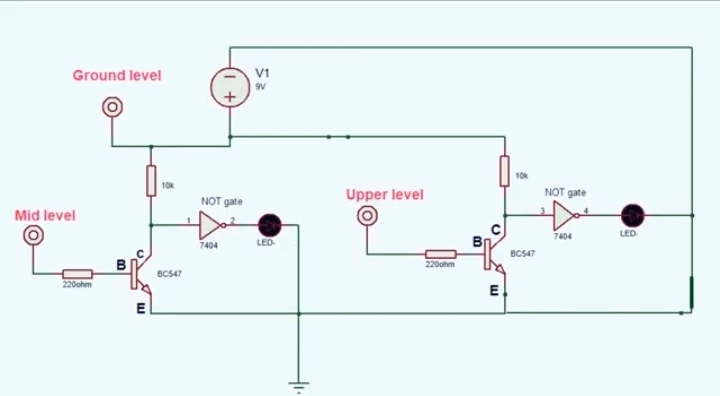 Ground level
V1
9V
10k
NOT gate
1
2
7404
LED-
Mid level
B
C
E
220ohm
BC547
Upper level
10k
NOT gate
3
4
7404
LED-
B
C
E
220ohm
BC547